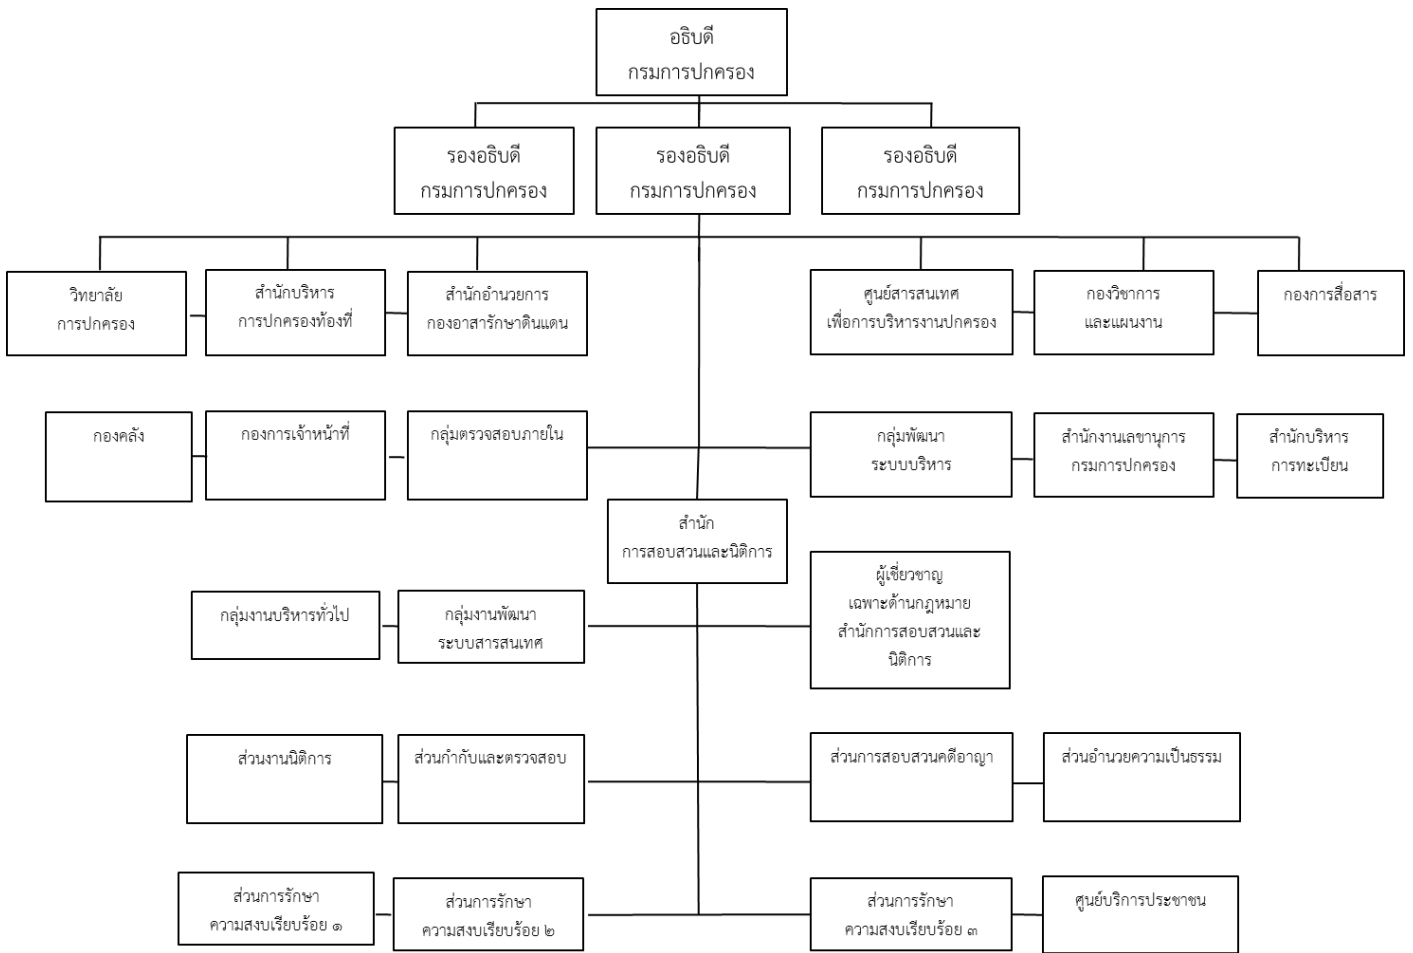 อธิบดี
กรมการปกครอง
รองอธิบดี
กรมการปกครอง
รองอธิบดี
กรมการปกครอง
รองอธิบดี
กรมการปกครอง
วิทยาลัย
การปกครอง
สำนักบริหาร
การปกครองท้องที่
สำนักอำนวยการ
กองอาสารักษาดินแดน
ศูนย์สารสนเทศ
เพื่อการบริหารงานปกครอง
กองวิชาการ
และแผนงาน
กองการสื่อสาร
กองคลัง
กองการเจ้าหน้าที่
กลุ่มตรวจสอบภายใน
กลุ่มพัฒนา
ระบบบริหาร
สำนักงานเลขานุการ
กรมการปกครอง
สำนักบริหาร
การทะเบียน
สำนัก
การสอบสวนและนิติการ
กลุ่มงานบริหารทั่วไป
กลุ่มงานพัฒนา
ระบบสารสนเทศ
ผู้เชี่ยวชาญ
เฉพาะด้านกฎหมาย
สำนักการสอบสวนและ
นิติการ
ส่วนงานนิติการ
ส่วนกำกับและตรวจสอบ
ส่วนการสอบสวนคดีอาญา
ส่วนอำนวยความเป็นธรรม
ส่วนการรักษา
ความสงบเรียบร้อย ๑
ส่วนการรักษา
ความสงบเรียบร้อย ๒
ส่วนการรักษา
ความสงบเรียบร้อย ๓
ศูนย์บริการประชาชน